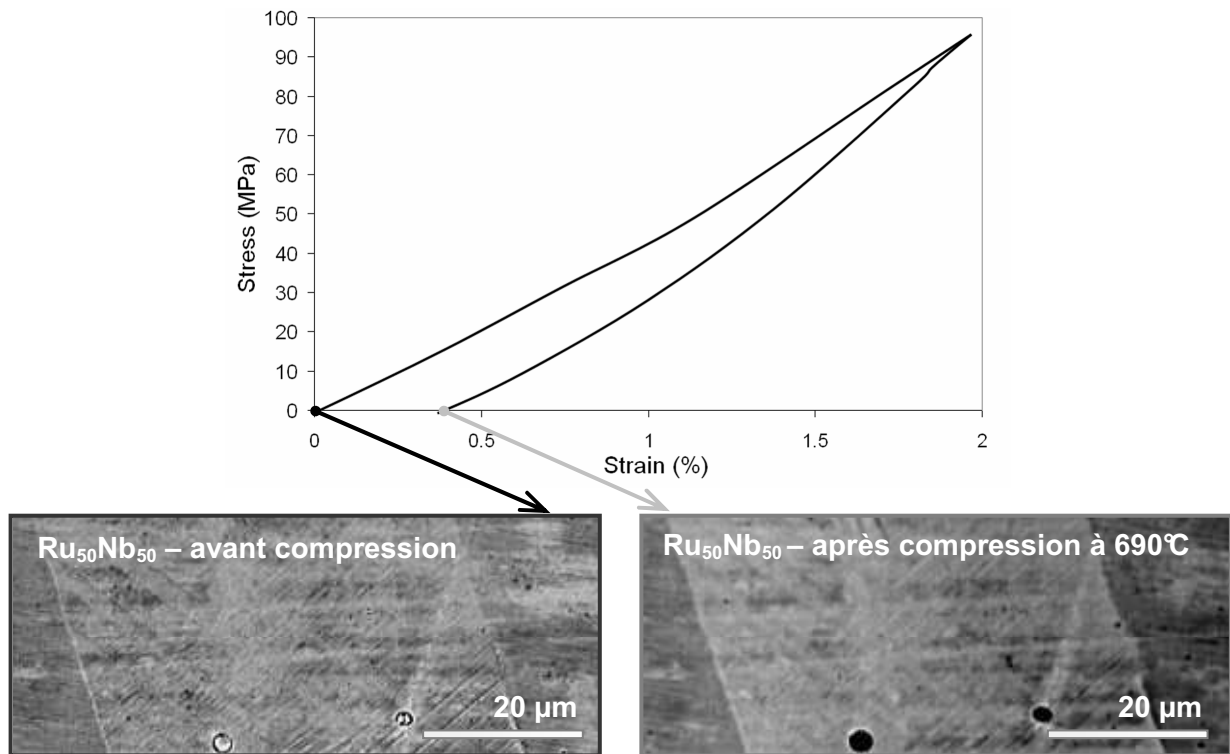 100
90
80
70
60
50
40
30
20
10
0
Stress (MPa)
0
0.5
1
1.5
2
Strain (%)
Ru₅₀Nb₅₀ – avant compression
20 µm
Ru₅₀Nb₅₀ – après compression à 690°C
20 µm